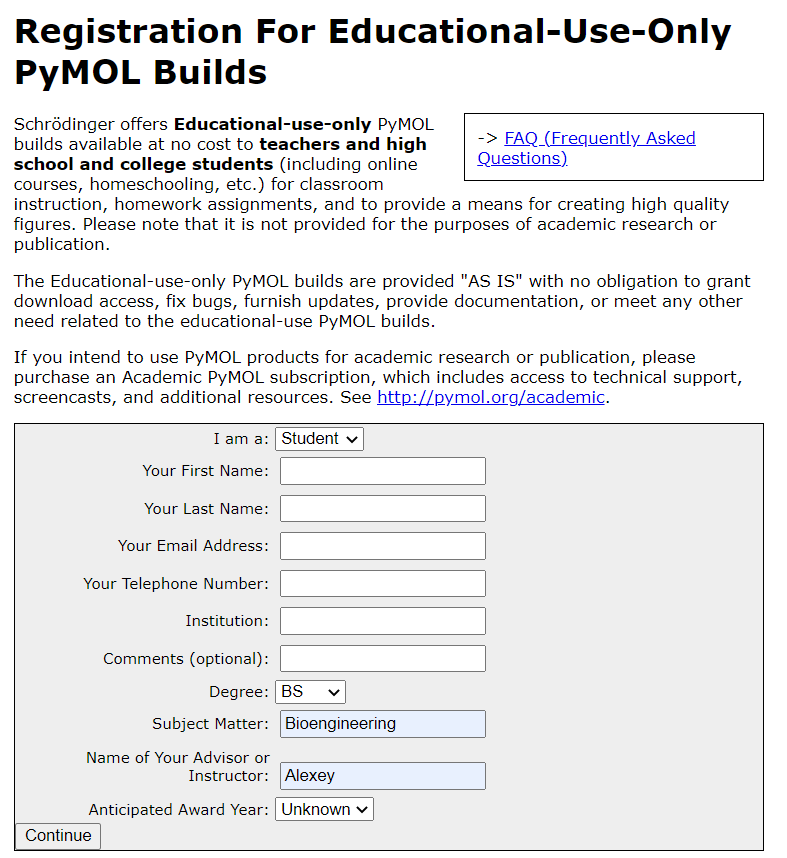 Registration For Educational-Use-Only
PyMOL Builds
Schrödinger offers Educational-use-only PyMOL
builds available at no cost to teachers and high
school and college students (including online
courses, homeschooling, etc.) for classroom
instruction, homework assignments, and to provide a means for creating high quality
figures. Please note that it is not provided for the purposes of academic research or
publication.
-> FAQ (Frequently Asked
Questions)
The Educational-use-only PyMOL builds are provided "AS IS" with no obligation to grant
download access, fix bugs, furnish updates, provide documentation, or meet any other
need related to the educational-use PyMOL builds.
If you intend to use PyMOL products for academic research or publication, please
purchase an Academic PyMOL subscription, which includes access to technical support,
screencasts, and additional resources. See http://pymol.org/academic.
I am a: Student
Your First Name:
Your Last Name:
Your Email Address:
Your Telephone Number:
Institution:
Comments (optional):
Degree: BS
Subject Matter: Bioengineering
Name of Your Advisor or
Instructor: Alexey
Anticipated Award Year: Unknown
Continue